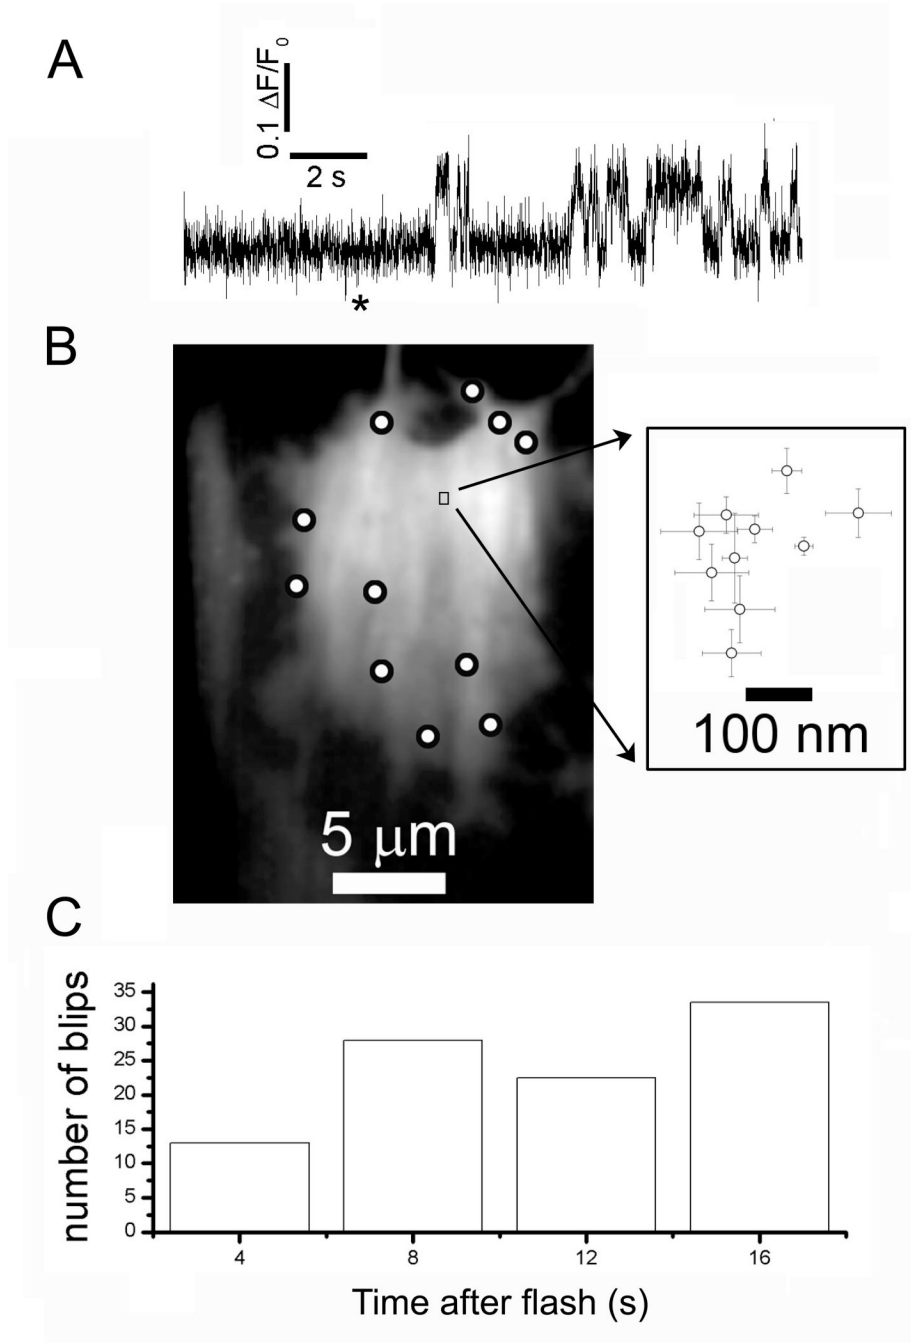 A
0.1 ΔF/F0
2 s
*
B
5 μm
100 nm
C
number of blips
35
30
25
20
15
10
5
0
4 8 12 16
Time after flash (s)